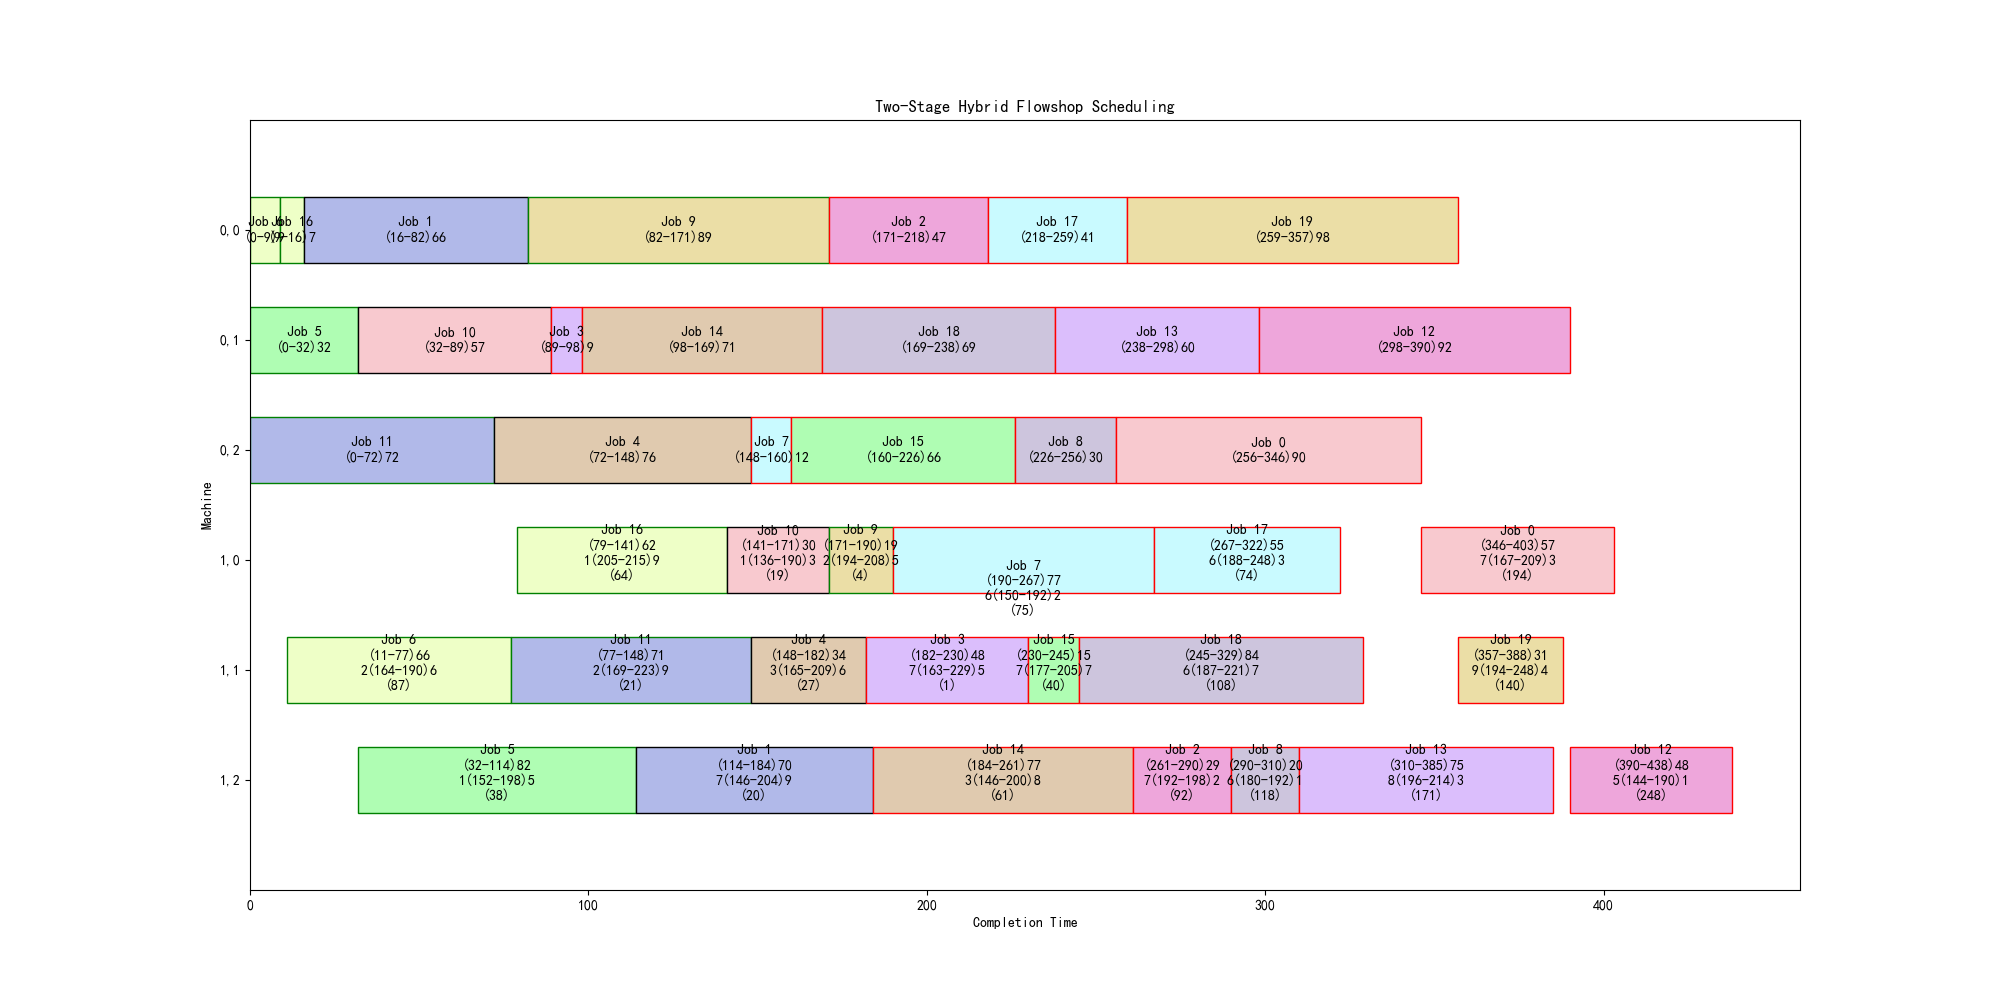 Two-Stage Hybrid Flowshop Scheduling
Machine
0,0
Job 6
Job 16
Job 1
Job 9
Job 2
Job 17
Job 19
(0-9)9
(9-16)7
(16-82)66
(82-171)89
(171-218)47
(218-259)41
(259-357)98
0,1
Job 5
Job 10
Job 3
Job 14
Job 18
Job 13
Job 12
(0-32)32
(32-89)57
(89-98)9
(98-169)71
(169-238)69
(238-298)60
(298-390)92
0,2
Job 11
Job 4
Job 7
Job 15
Job 8
Job 0
(0-72)72
(72-148)76
(148-160)12
(160-226)66
(226-256)30
(256-346)90
1,0
Job 16
(79-141)62
1(205-215)9
(64)
Job 10
(141-171)30
1(136-190)3
(19)
Job 9
(171-190)19
2(194-208)5
(4)
Job 7
(190-267)77
6(150-192)2
(75)
Job 17
(267-322)55
6(188-248)3
(74)
Job 0
(346-403)57
7(167-209)3
(194)
1,1
Job 6
(11-77)66
2(164-190)6
(87)
Job 11
(77-148)71
2(169-223)9
(21)
Job 4
(148-182)34
3(165-209)6
(27)
Job 3
(182-230)48
7(163-229)5
(1)
Job 15
(230-245)15
7(177-205)7
(40)
Job 18
(245-329)84
6(187-221)7
(108)
Job 19
(357-388)31
9(194-248)4
(140)
1,2
Job 5
(32-114)82
1(152-198)5
(38)
Job 1
(114-184)70
7(146-204)9
(20)
Job 14
(184-261)77
3(146-200)8
(61)
Job 2
(261-290)29
7(192-198)2
(92)
Job 8
(290-310)20
6(180-192)1
(118)
Job 13
(310-385)75
8(196-214)3
(171)
Job 12
(390-438)48
5(144-190)1
(248)
0
100
200
300
400
Completion Time